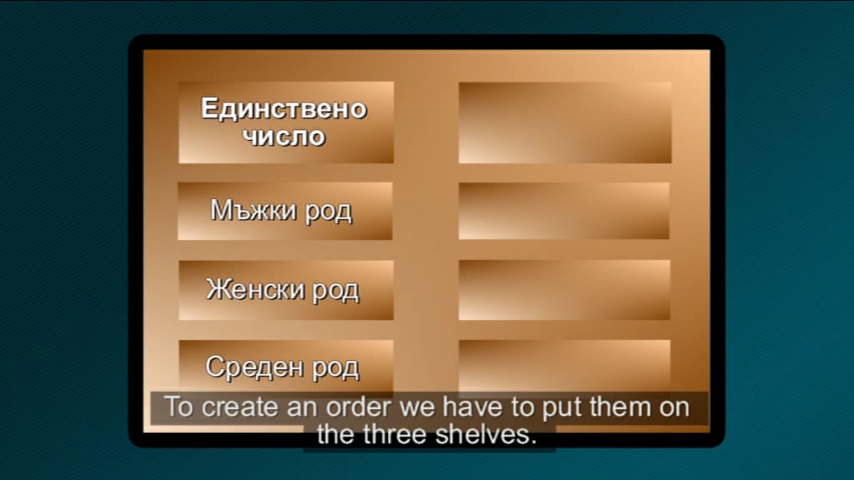 Единствено
число
Мъжки род
Женски род
Среден род
To create an order we have to put them on
the three shelves.